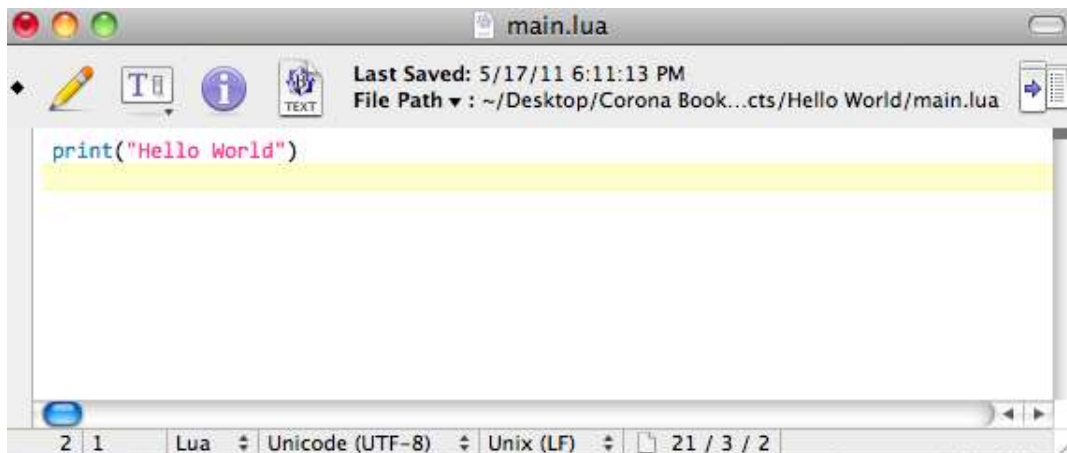 main.lua
T
i
TEXT
Last Saved: 5/17/11 6:11:13 PM
File Path ▾ : ~/Desktop/Corona Book...cts/Hello World/main.lua
print("Hello World")
2 1 Lua Unicode (UTF-8) Unix (LF) 21 / 3 / 2